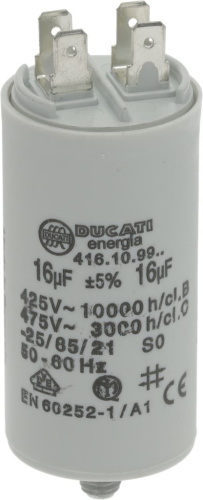 DUCATI
energia
416.10.99..
16µF ±5% 16µF
425V~ 10000 h/cl.B
475V~ 3000 h/cl.C
-25/85/21 S0
50-60 Hz
CE
EN 60252-1/A1